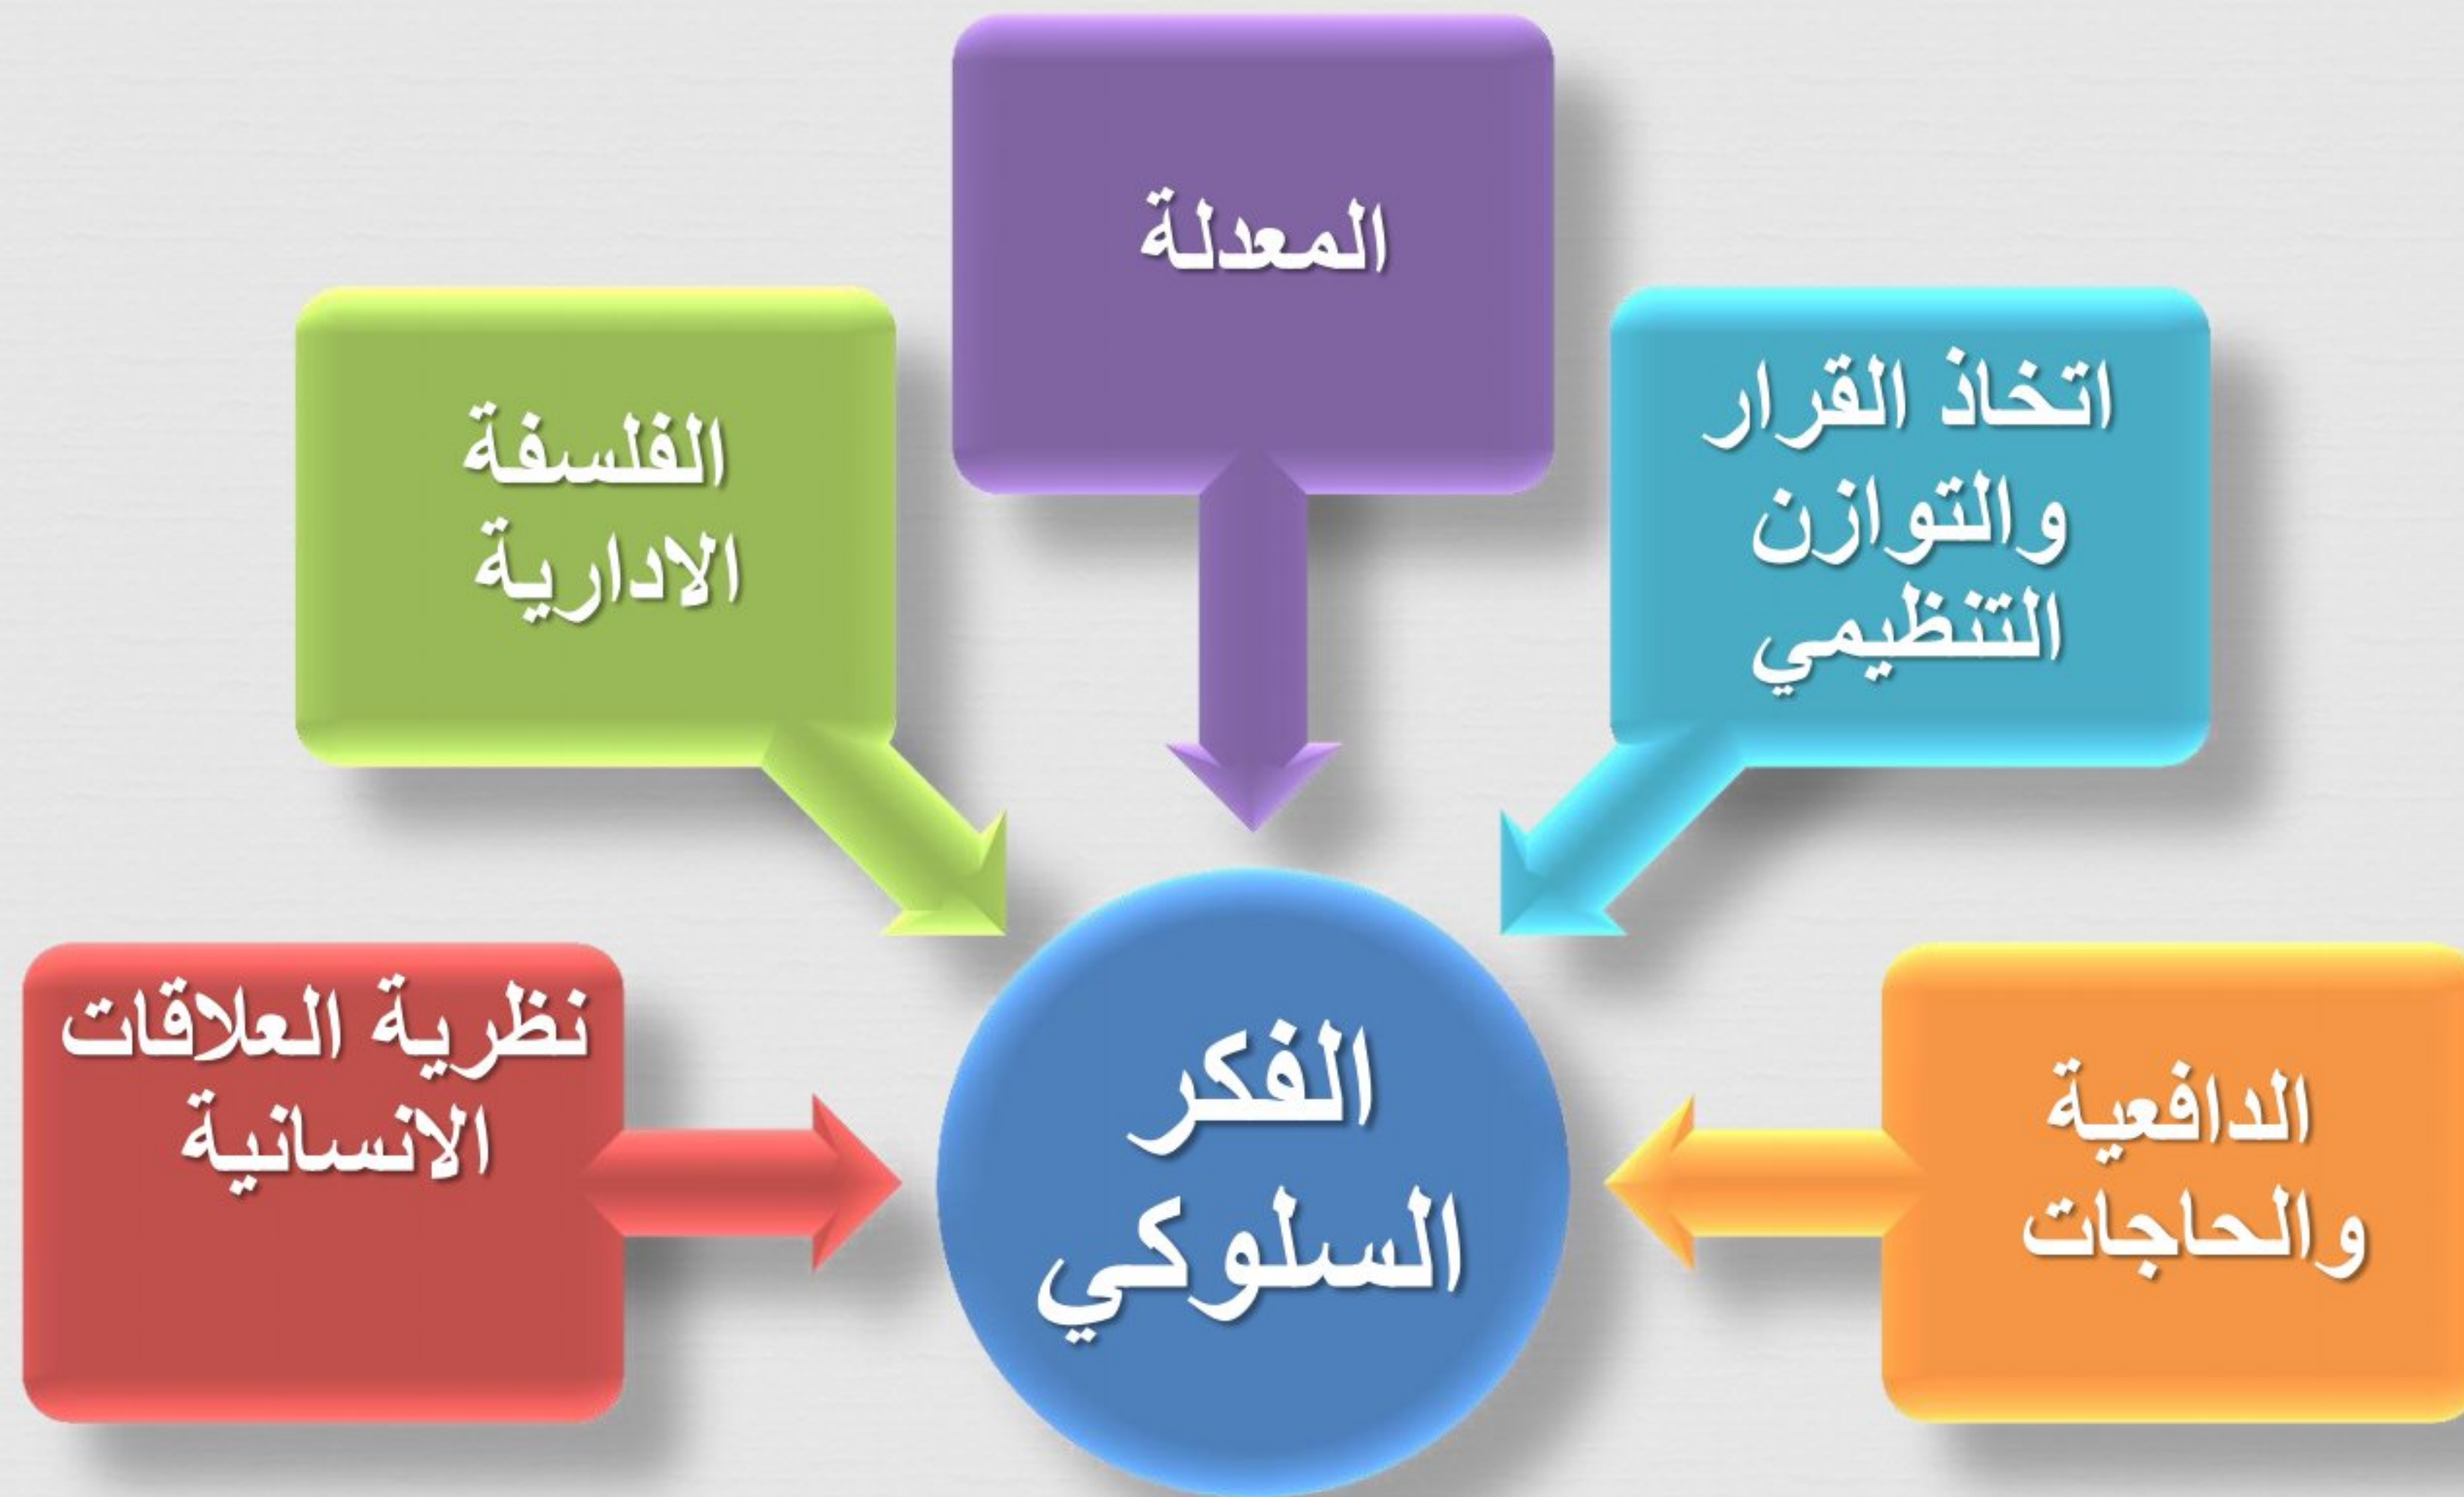 المعدلة
اتخاذ القرار
والتوازن
التنظيمي
الفلسفة
الادارية
الدافعية
والحاجات
نظرية العلاقات
الانسانية
الفكر
السلوكي